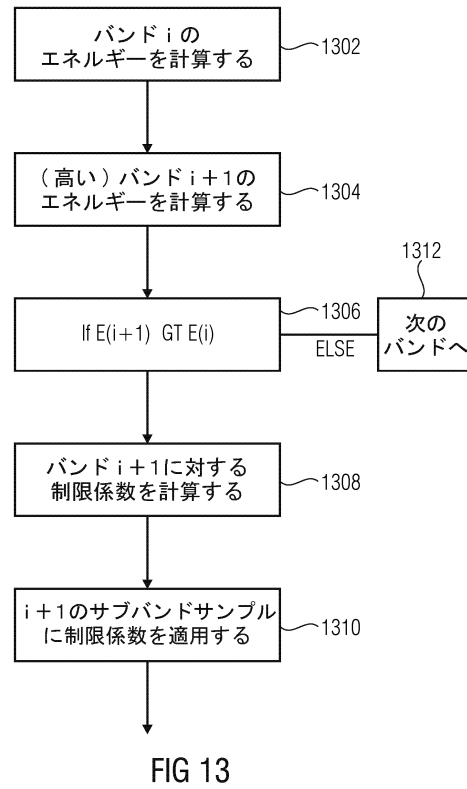 バンドiの
エネルギーを計算する
1302
(高い)バンドi+1の
エネルギーを計算する
1304
1312
If E(i+1) GT E(i)
1306
ELSE
次の
バンドへ
バンドi+1に対する
制限係数を計算する
1308
i+1のサブバンドサンプル
に制限係数を適用する
1310
FIG 13